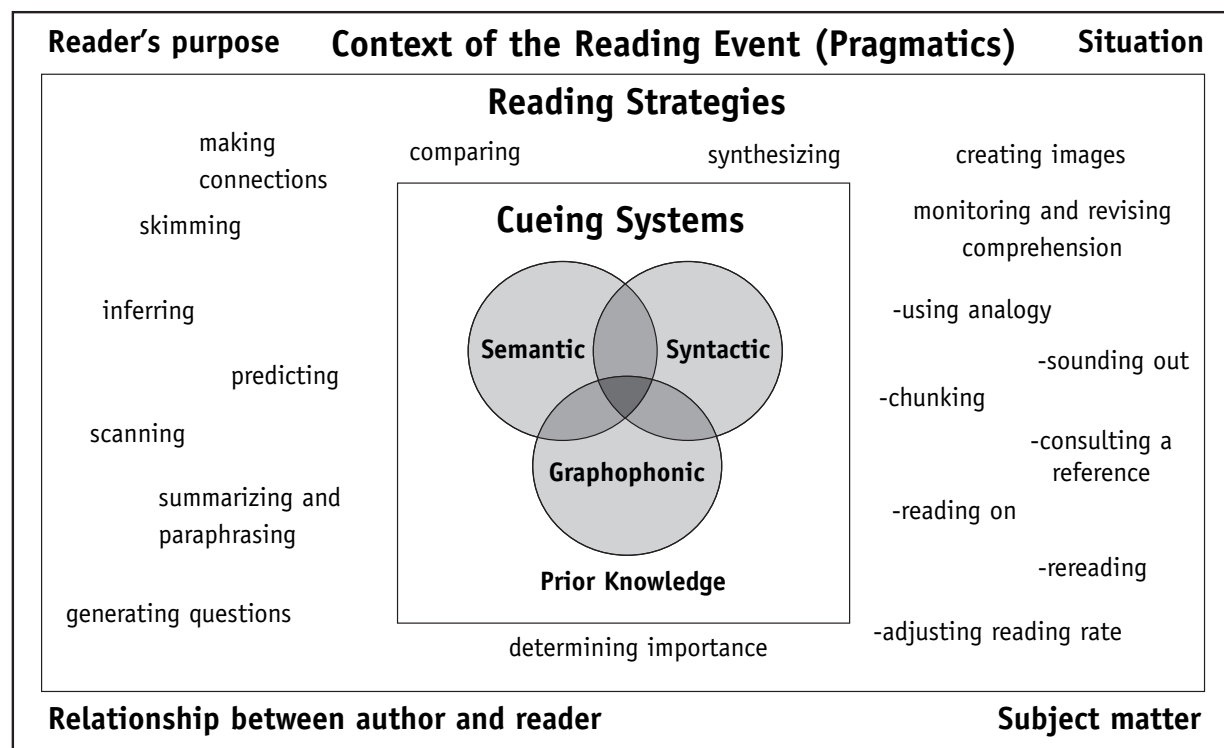 Reader's purpose
Context of the Reading Event (Pragmatics)
Situation
Reading Strategies
making
connections
comparing
synthesizing
creating images
skimming
monitoring and revising
comprehension
inferring
predicting
scanning
summarizing and
paraphrasing
generating questions
Cueing Systems
Semantic
Syntactic
Graphophonic
Prior Knowledge
-using analogy
-sounding out
-chunking
-consulting a
reference
-reading on
-rereading
-adjusting reading rate
determining importance
Relationship between author and reader
Subject matter